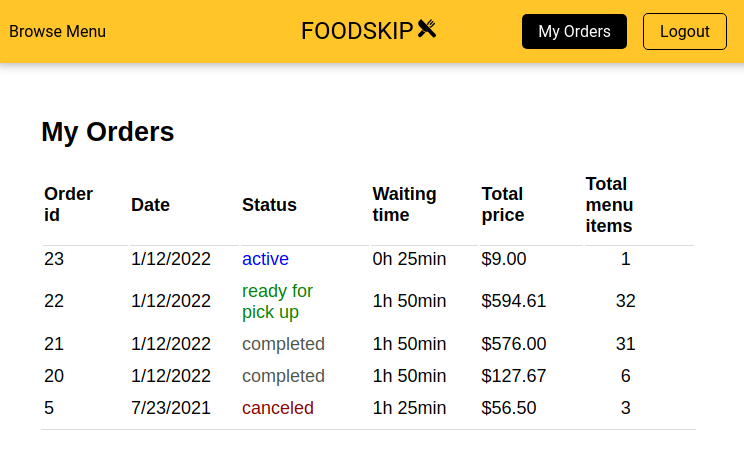 Browse Menu FOODSKIP My Orders Logout
My Orders
Order id Date Status Waiting time Total price Total menu items
23 1/12/2022 active 0h 25min $9.00 1
22 1/12/2022 ready for pick up 1h 50min $594.61 32
21 1/12/2022 completed 1h 50min $576.00 31
20 1/12/2022 completed 1h 50min $127.67 6
5 7/23/2021 canceled 1h 25min $56.50 3